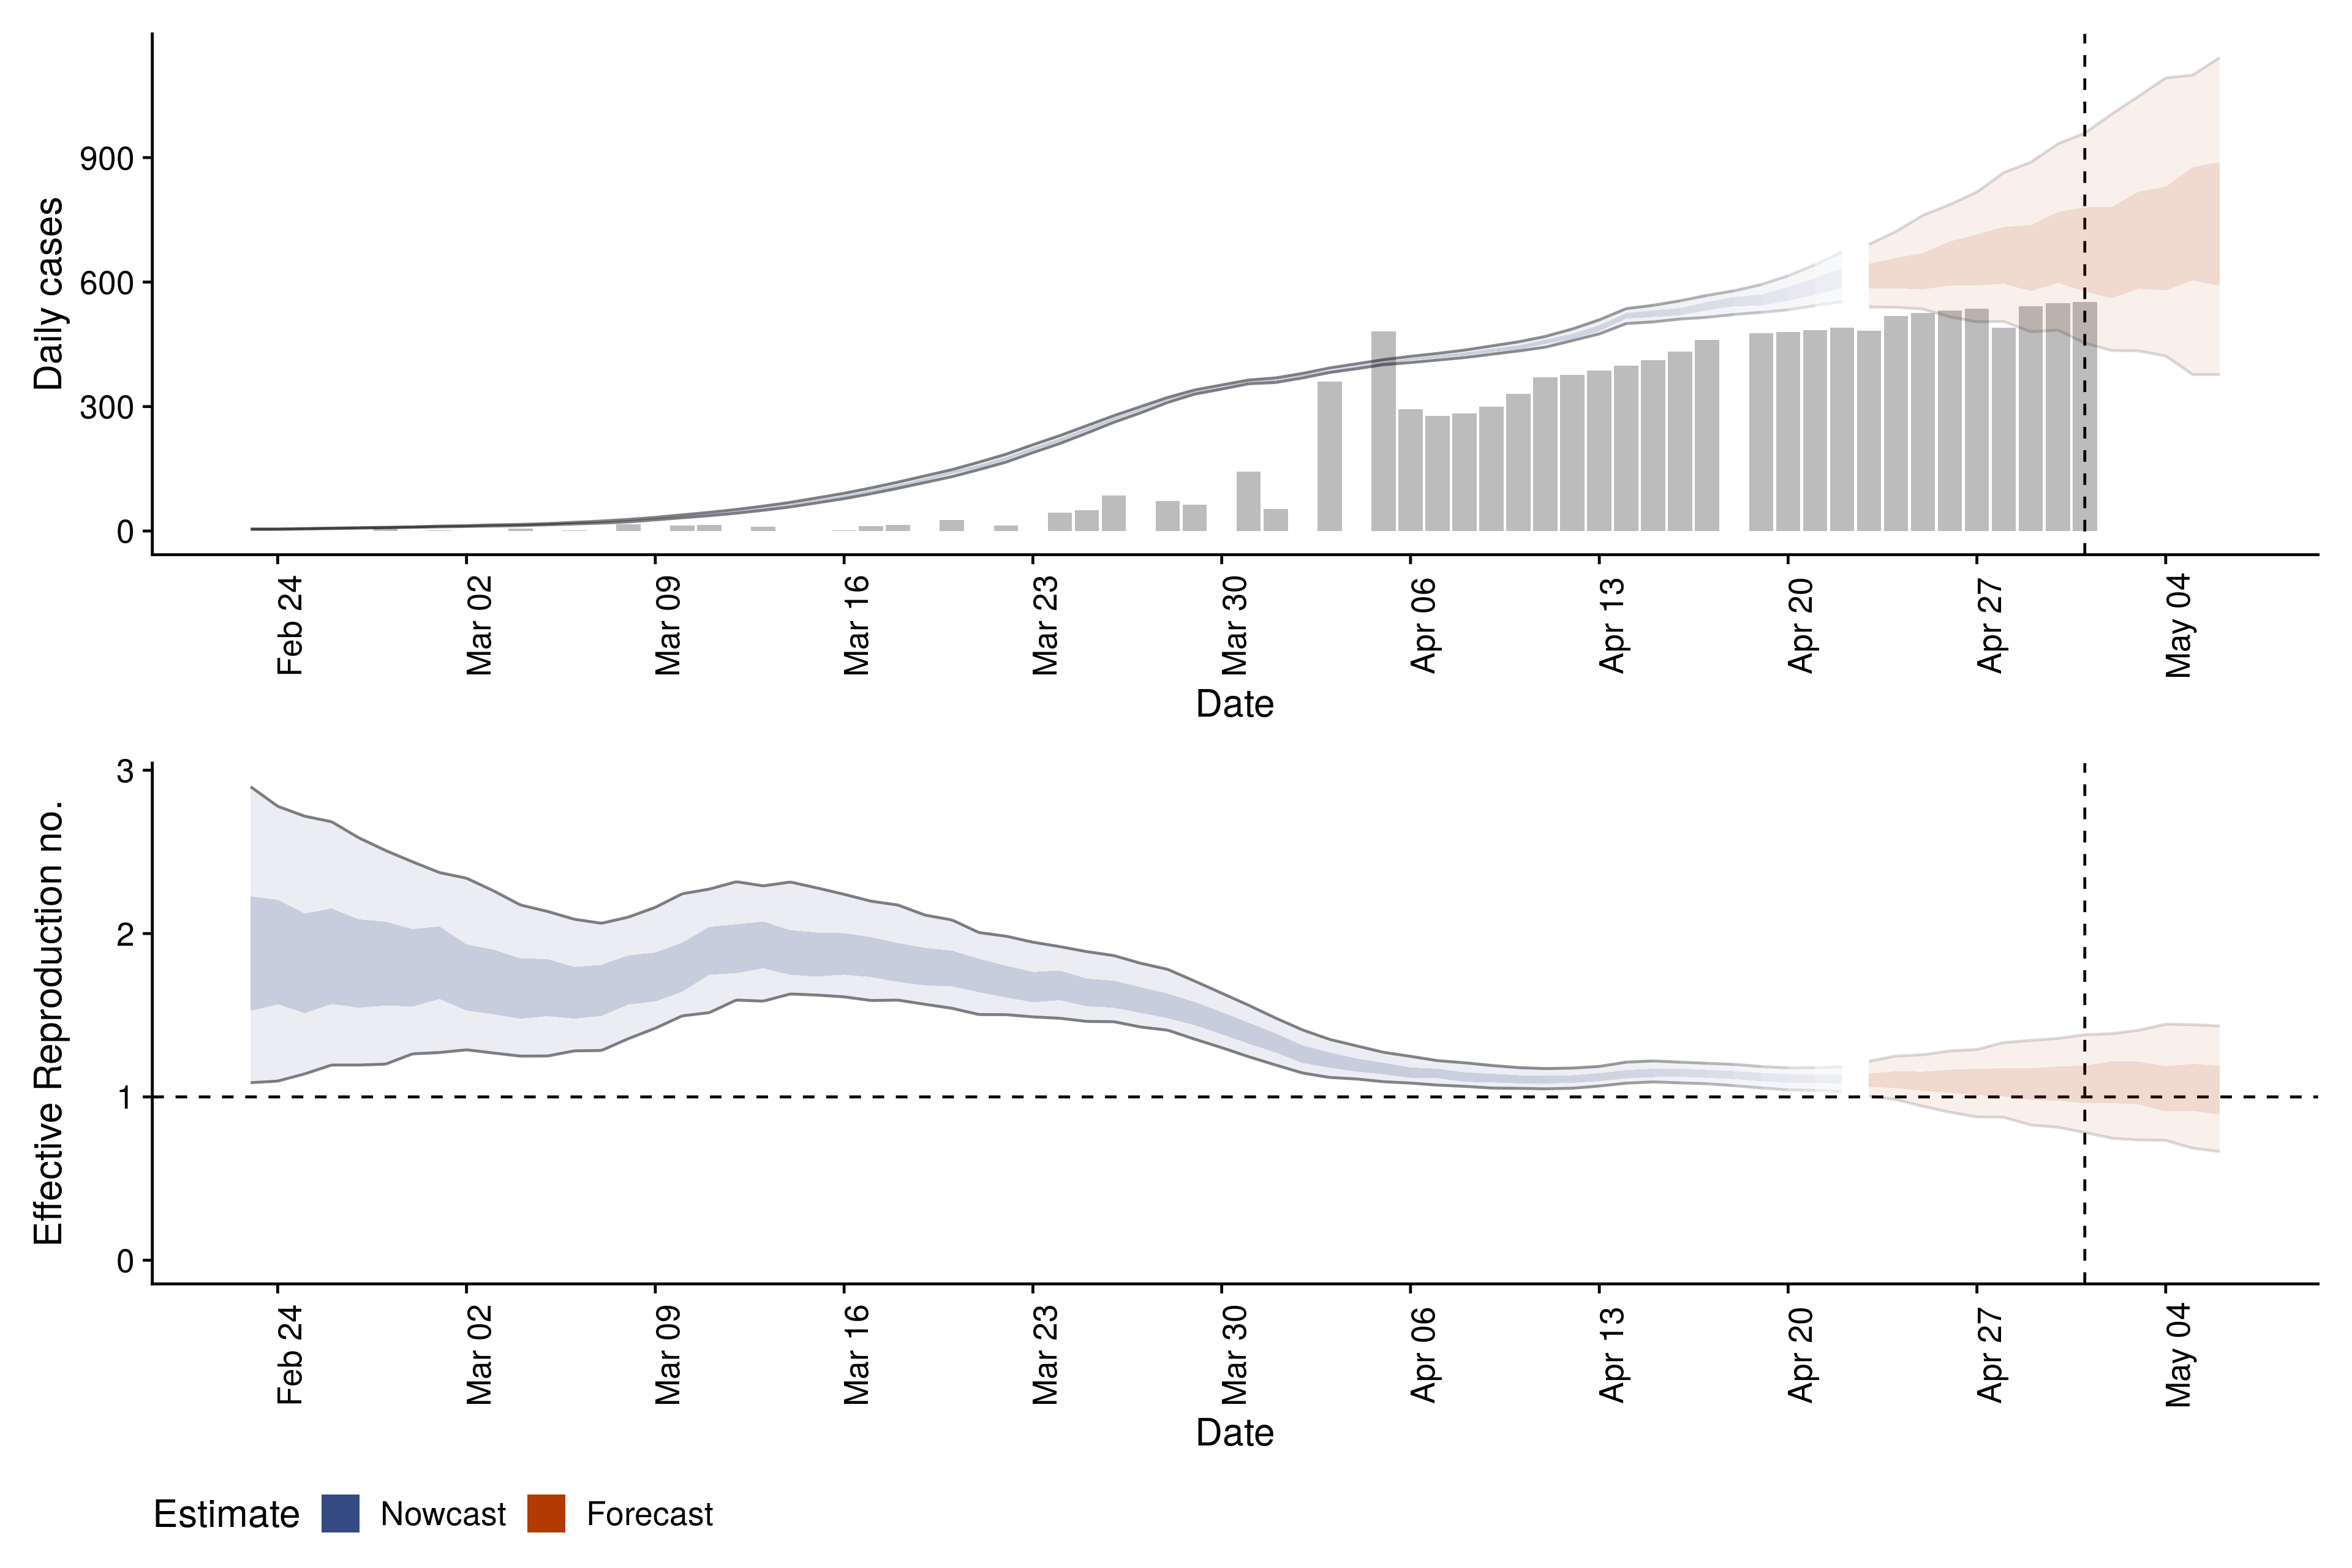 Daily cases
900
600
300
0
Feb 24
Mar 02
Mar 09
Mar 16
Mar 23
Mar 30
Apr 06
Apr 13
Apr 20
Apr 27
May 04
Date
Effective Reproduction no.
3
2
1
0
Feb 24
Mar 02
Mar 09
Mar 16
Mar 23
Mar 30
Apr 06
Apr 13
Apr 20
Apr 27
May 04
Date
Estimate Nowcast Forecast